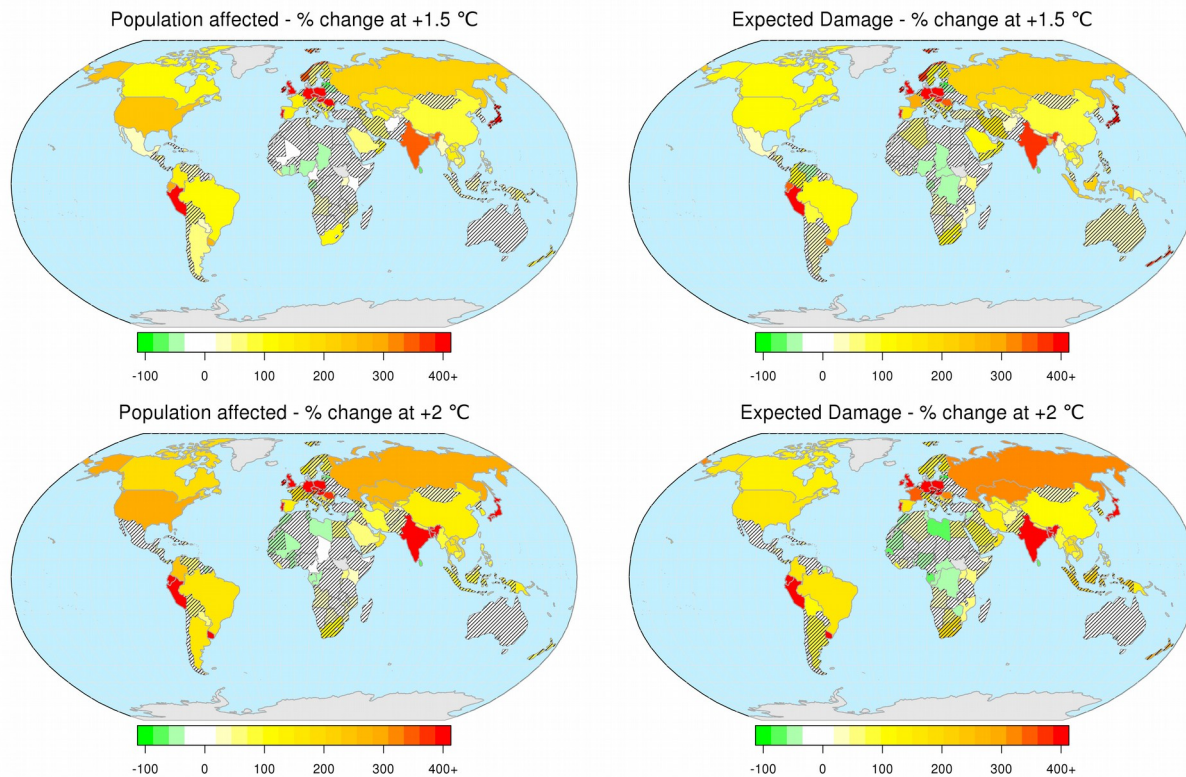 Population affected - % change at +1.5 ℃
Expected Damage - % change at +1.5 ℃
-100 0 100 200 300 400+
-100 0 100 200 300 400+
Population affected - % change at +2 ℃
Expected Damage - % change at +2 ℃
-100 0 100 200 300 400+
-100 0 100 200 300 400+